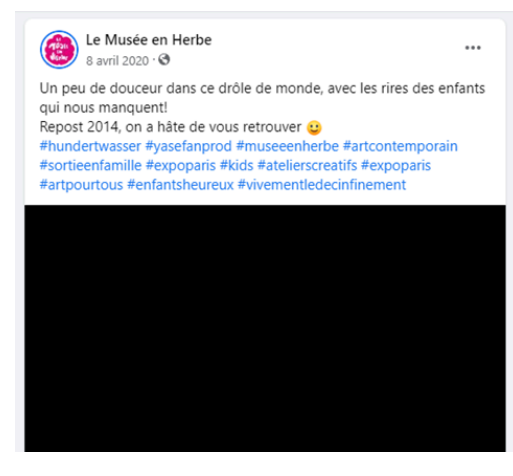 Le Musée en Herbe
8 avril 2020 ·
Un peu de douceur dans ce drôle de monde, avec les rires des enfants
qui nous manquent!
Repost 2014, on a hâte de vous retrouver 🙂
#hundertwasser #yasefanprod #museeenherbe #artcontemporain
#sortieenfamille #expoparis #kids #atelierscreatifs #expoparis
#artpourtous #enfantsheureux #vivementledecinfinement